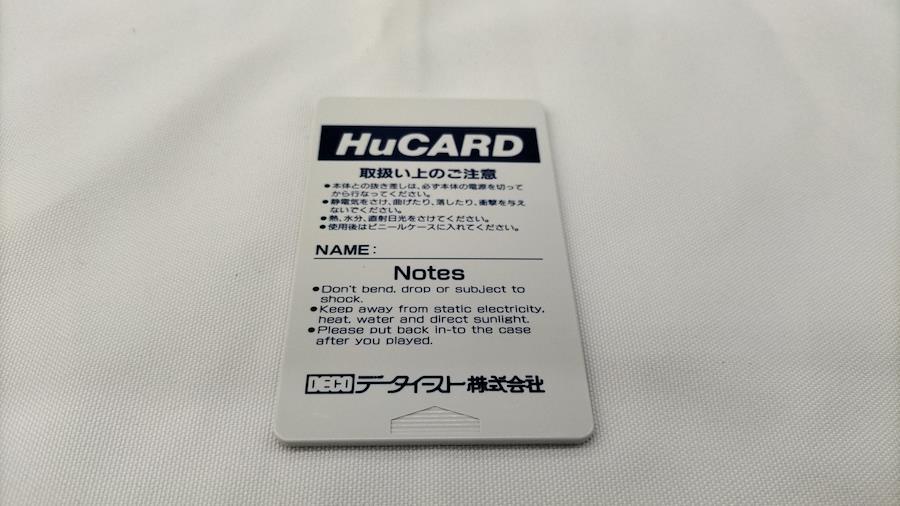 HuCARD
取扱い上のご注意
●本体との抜き差しは、必ず本体の電源を切って
から行なってください。
●静電気をさけ、曲げたり、落したり、衝撃を与え
ないでください。
●熱、水分、直射日光をさけてください。
●使用後はビニールケースに入れてください。
NAME:
Notes
●Don't bend, drop or subject to
shock.
●Keep away from static electricity,
heat, water and direct sunlight.
●Please put back in-to the case
after you played.
DECO データイースト株式会社